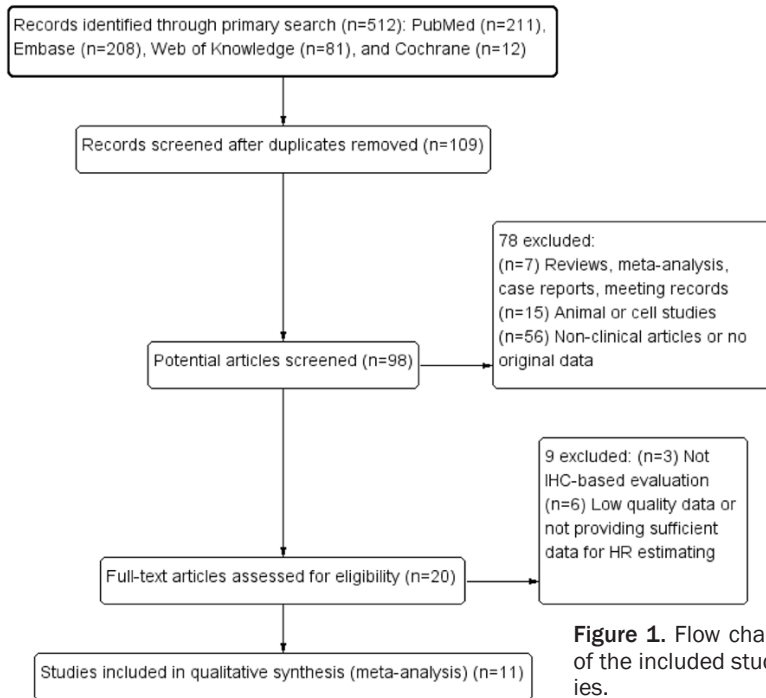 Records identified through primary search (n=512): PubMed (n=211),
Embase (n=208), Web of Knowledge (n=81), and Cochrane (n=12)
Records screened after duplicates removed (n=109)
78 excluded:
(n=7) Reviews, meta-analysis,
case reports, meeting records
(n=15) Animal or cell studies
(n=56) Non-clinical articles or no
original data
Potential articles screened (n=98)
9 excluded: (n=3) Not
IHC-based evaluation
(n=6) Low quality data or
not providing sufficient
data for HR estimating
Full-text articles assessed for eligibility (n=20)
Studies included in qualitative synthesis (meta-analysis) (n=11)
Figure 1. Flow cha
of the included stu
ies.